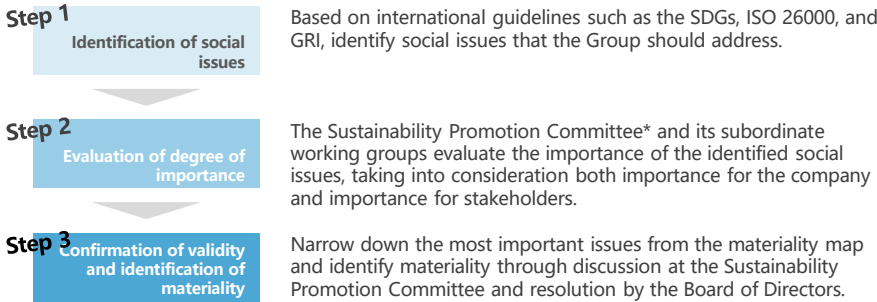 Step 1
Identification of social
issues
Based on international guidelines such as the SDGs, ISO 26000, and
GRI, identify social issues that the Group should address.
Step 2
Evaluation of degree of
importance
The Sustainability Promotion Committee* and its subordinate
working groups evaluate the importance of the identified social
issues, taking into consideration both importance for the company
and importance for stakeholders.
Step 3
Confirmation of validity
and identification of
materiality
Narrow down the most important issues from the materiality map
and identify materiality through discussion at the Sustainability
Promotion Committee and resolution by the Board of Directors.